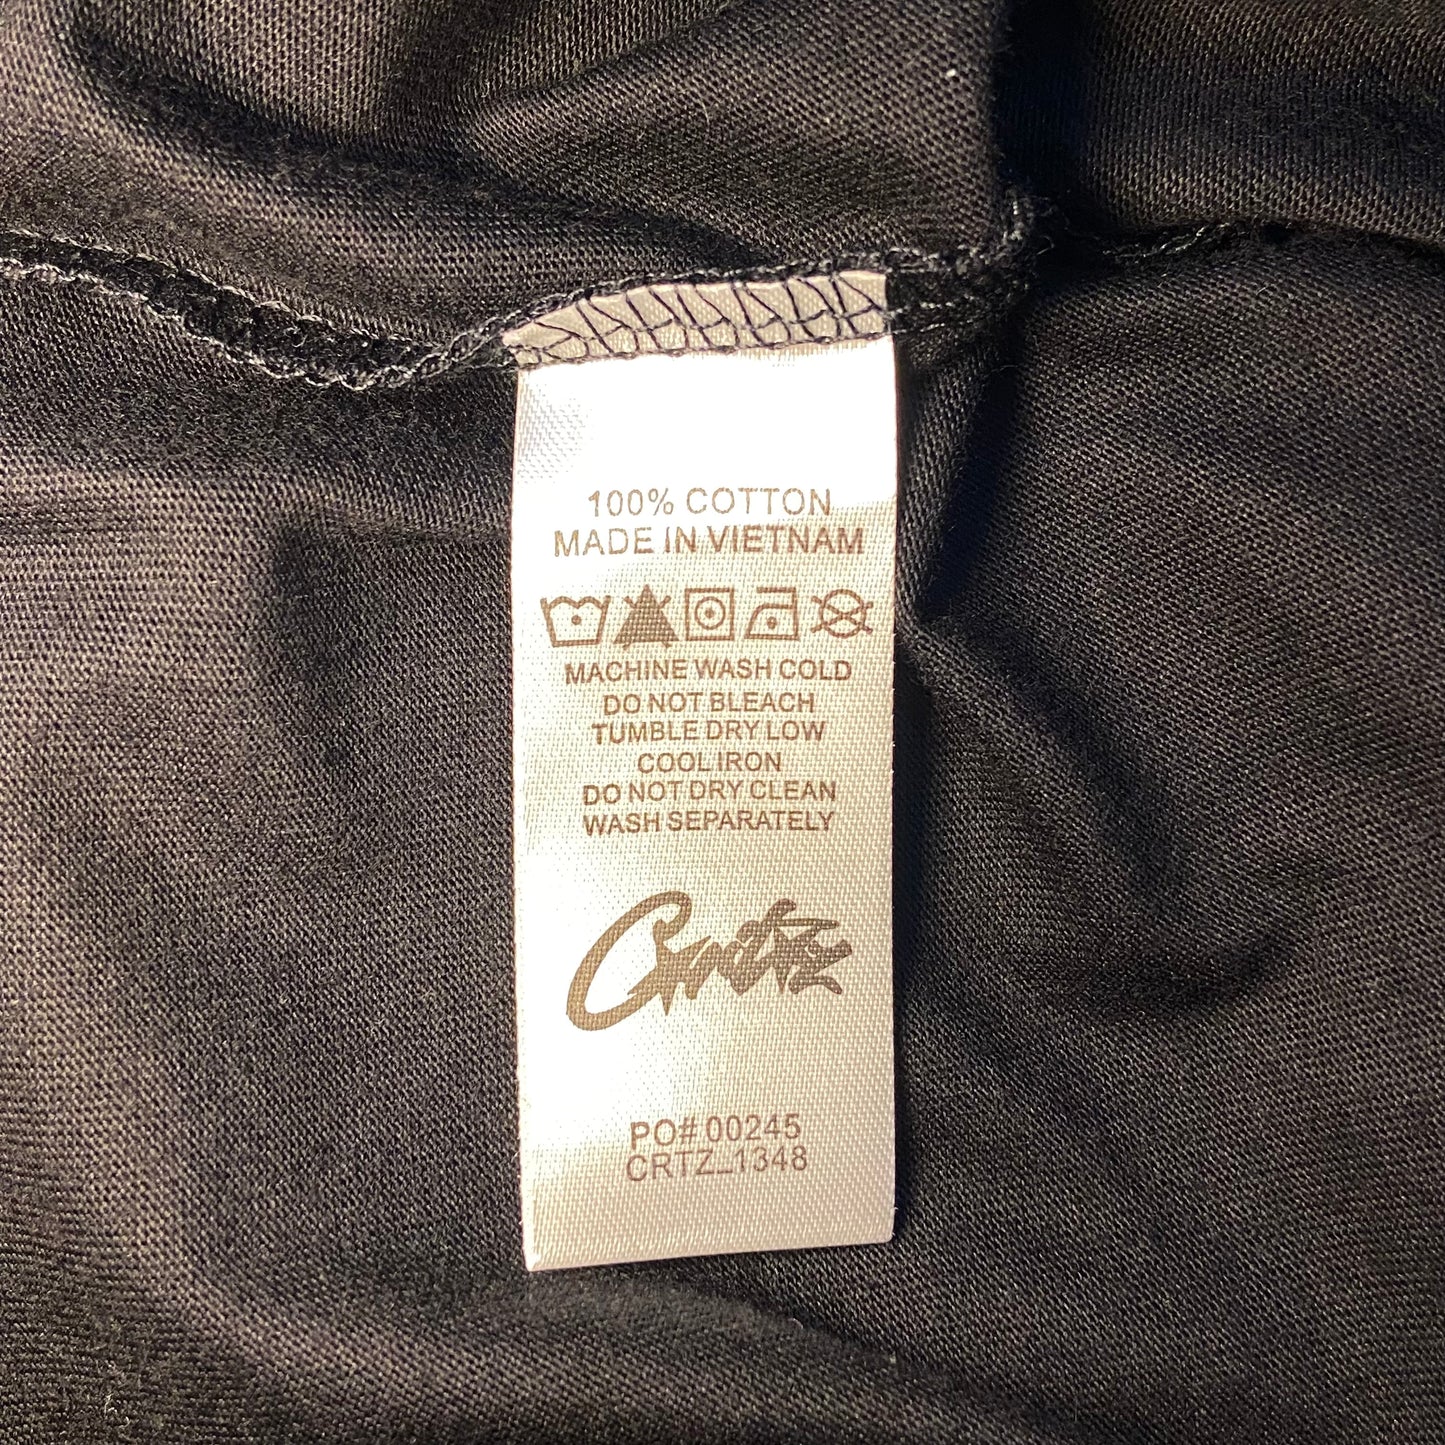 100% COTTON
MADE IN VIETNAM
MACHINE WASH COLD
DO NOT BLEACH
TUMBLE DRY LOW
COOL IRON
DO NOT DRY CLEAN
WASH SEPARATELY
Corteiz
PO# 00245
CRTZ_1348